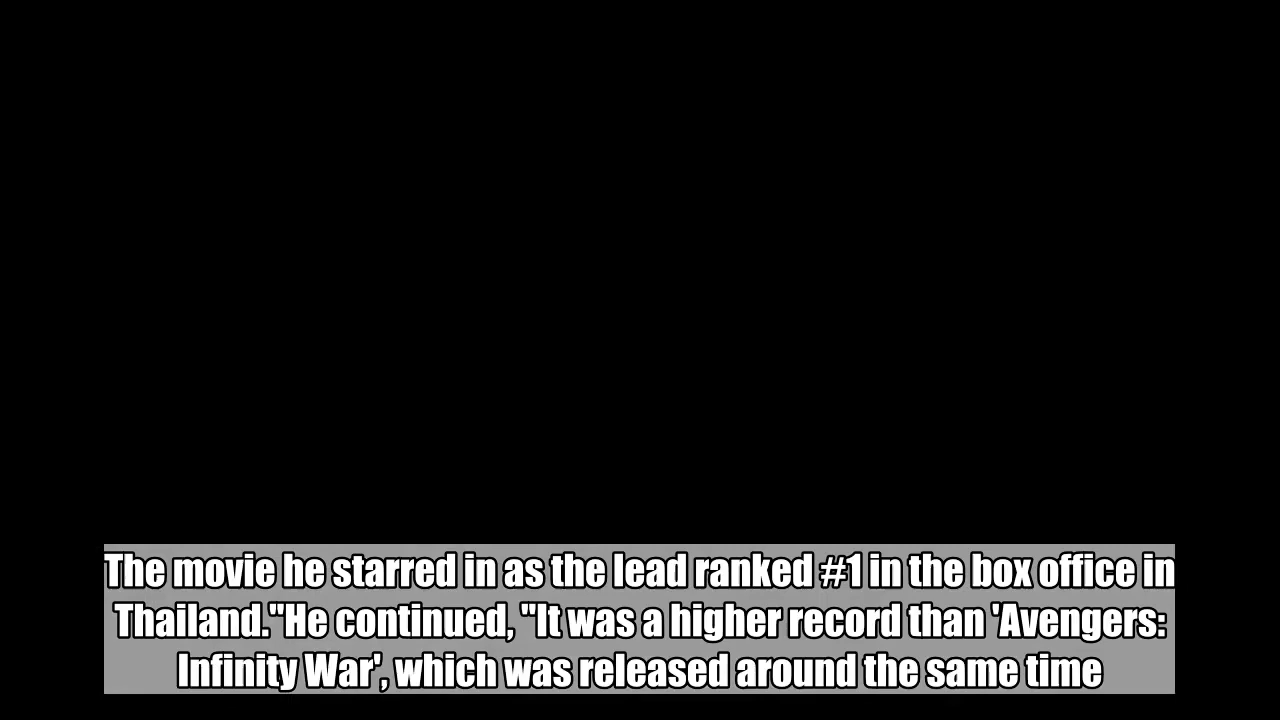 The movie he starred in as the lead ranked #1 in the box office in
Thailand."He continued, "It was a higher record than 'Avengers:
Infinity War', which was released around the same time